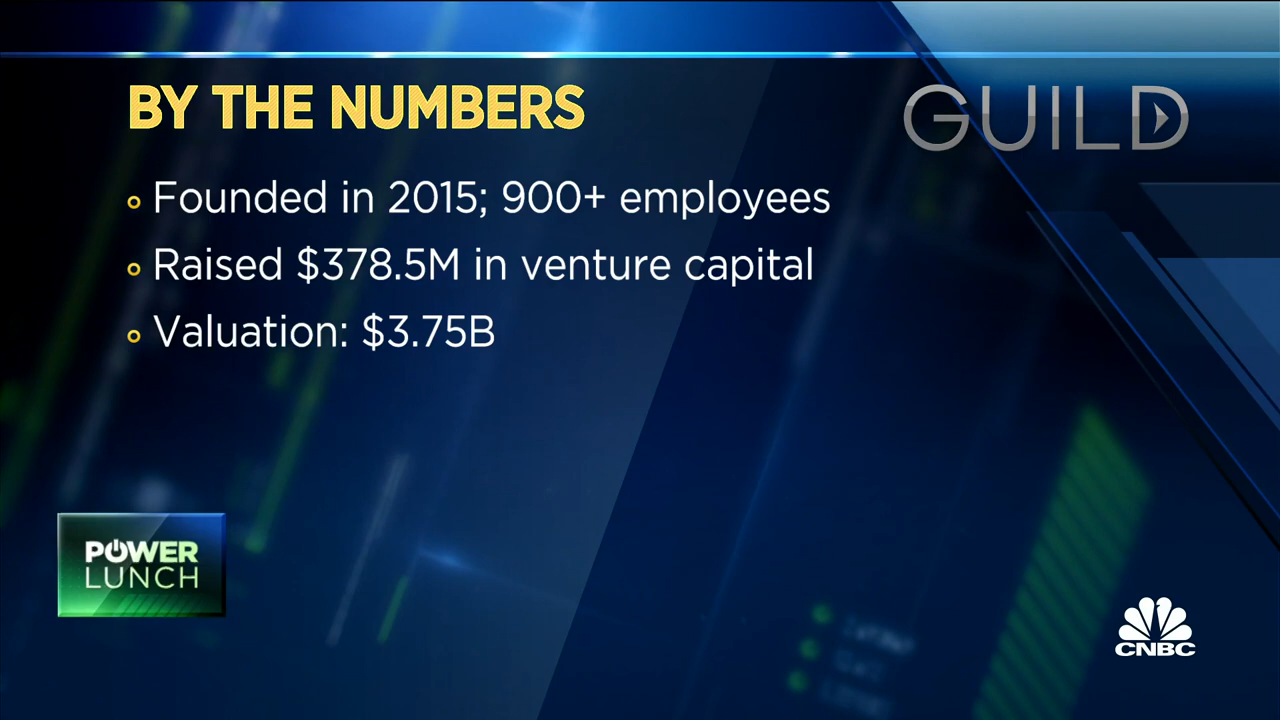 BY THE NUMBERS
GUILD
Founded in 2015; 900+ employees
Raised $378.5M in venture capital
Valuation: $3.75B
POWER
LUNCH
CNBC